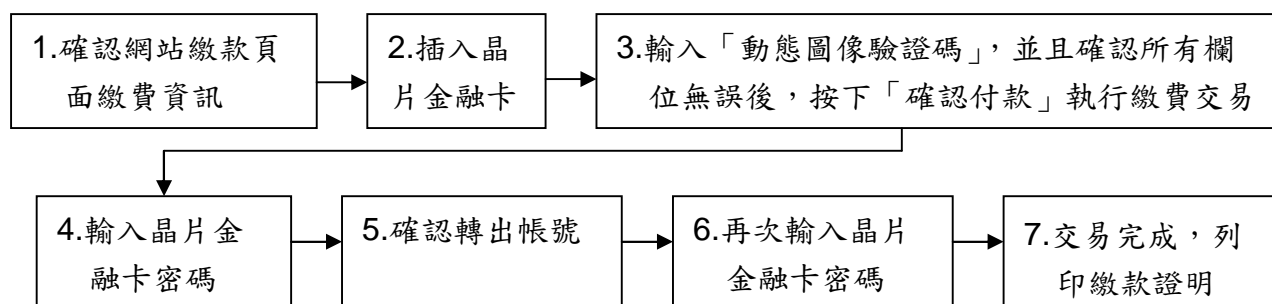 1.確認網站繳款頁
面繳費資訊
2.插入晶
片金融卡
3.輸入「動態圖像驗證碼」，並且確認所有欄
位無誤後，按下「確認付款」執行繳費交易
4.輸入晶片金
融卡密碼
5.確認轉出帳號
6.再次輸入晶片
金融卡密碼
7.交易完成，列
印繳款證明